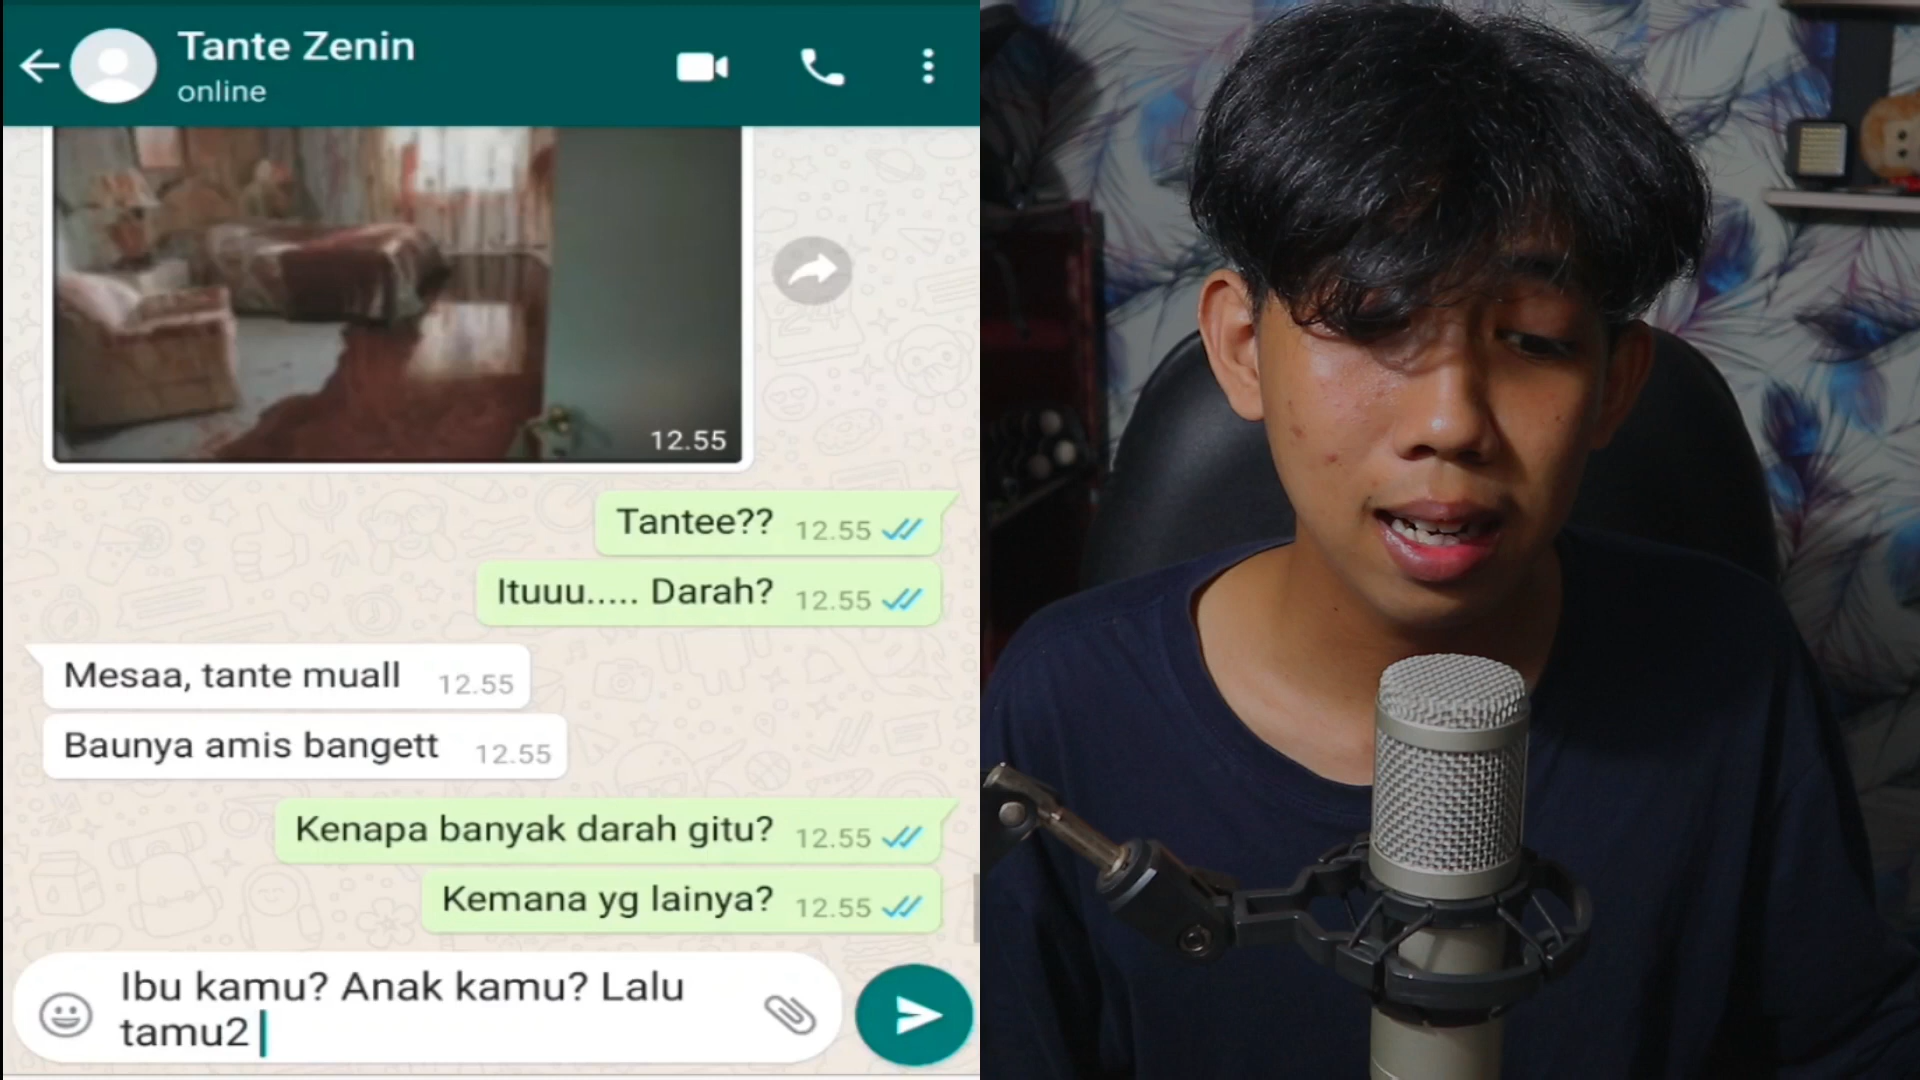 Tante Zenin
online
12.55
Tantee?? 12.55
Ituuu..... Darah? 12.55
Mesaa, tante muall 12.55
Baunya amis bangett 12.55
Kenapa banyak darah gitu? 12.55
Kemana yg lainya? 12.55
Ibu kamu? Anak kamu? Lalu
tamu2